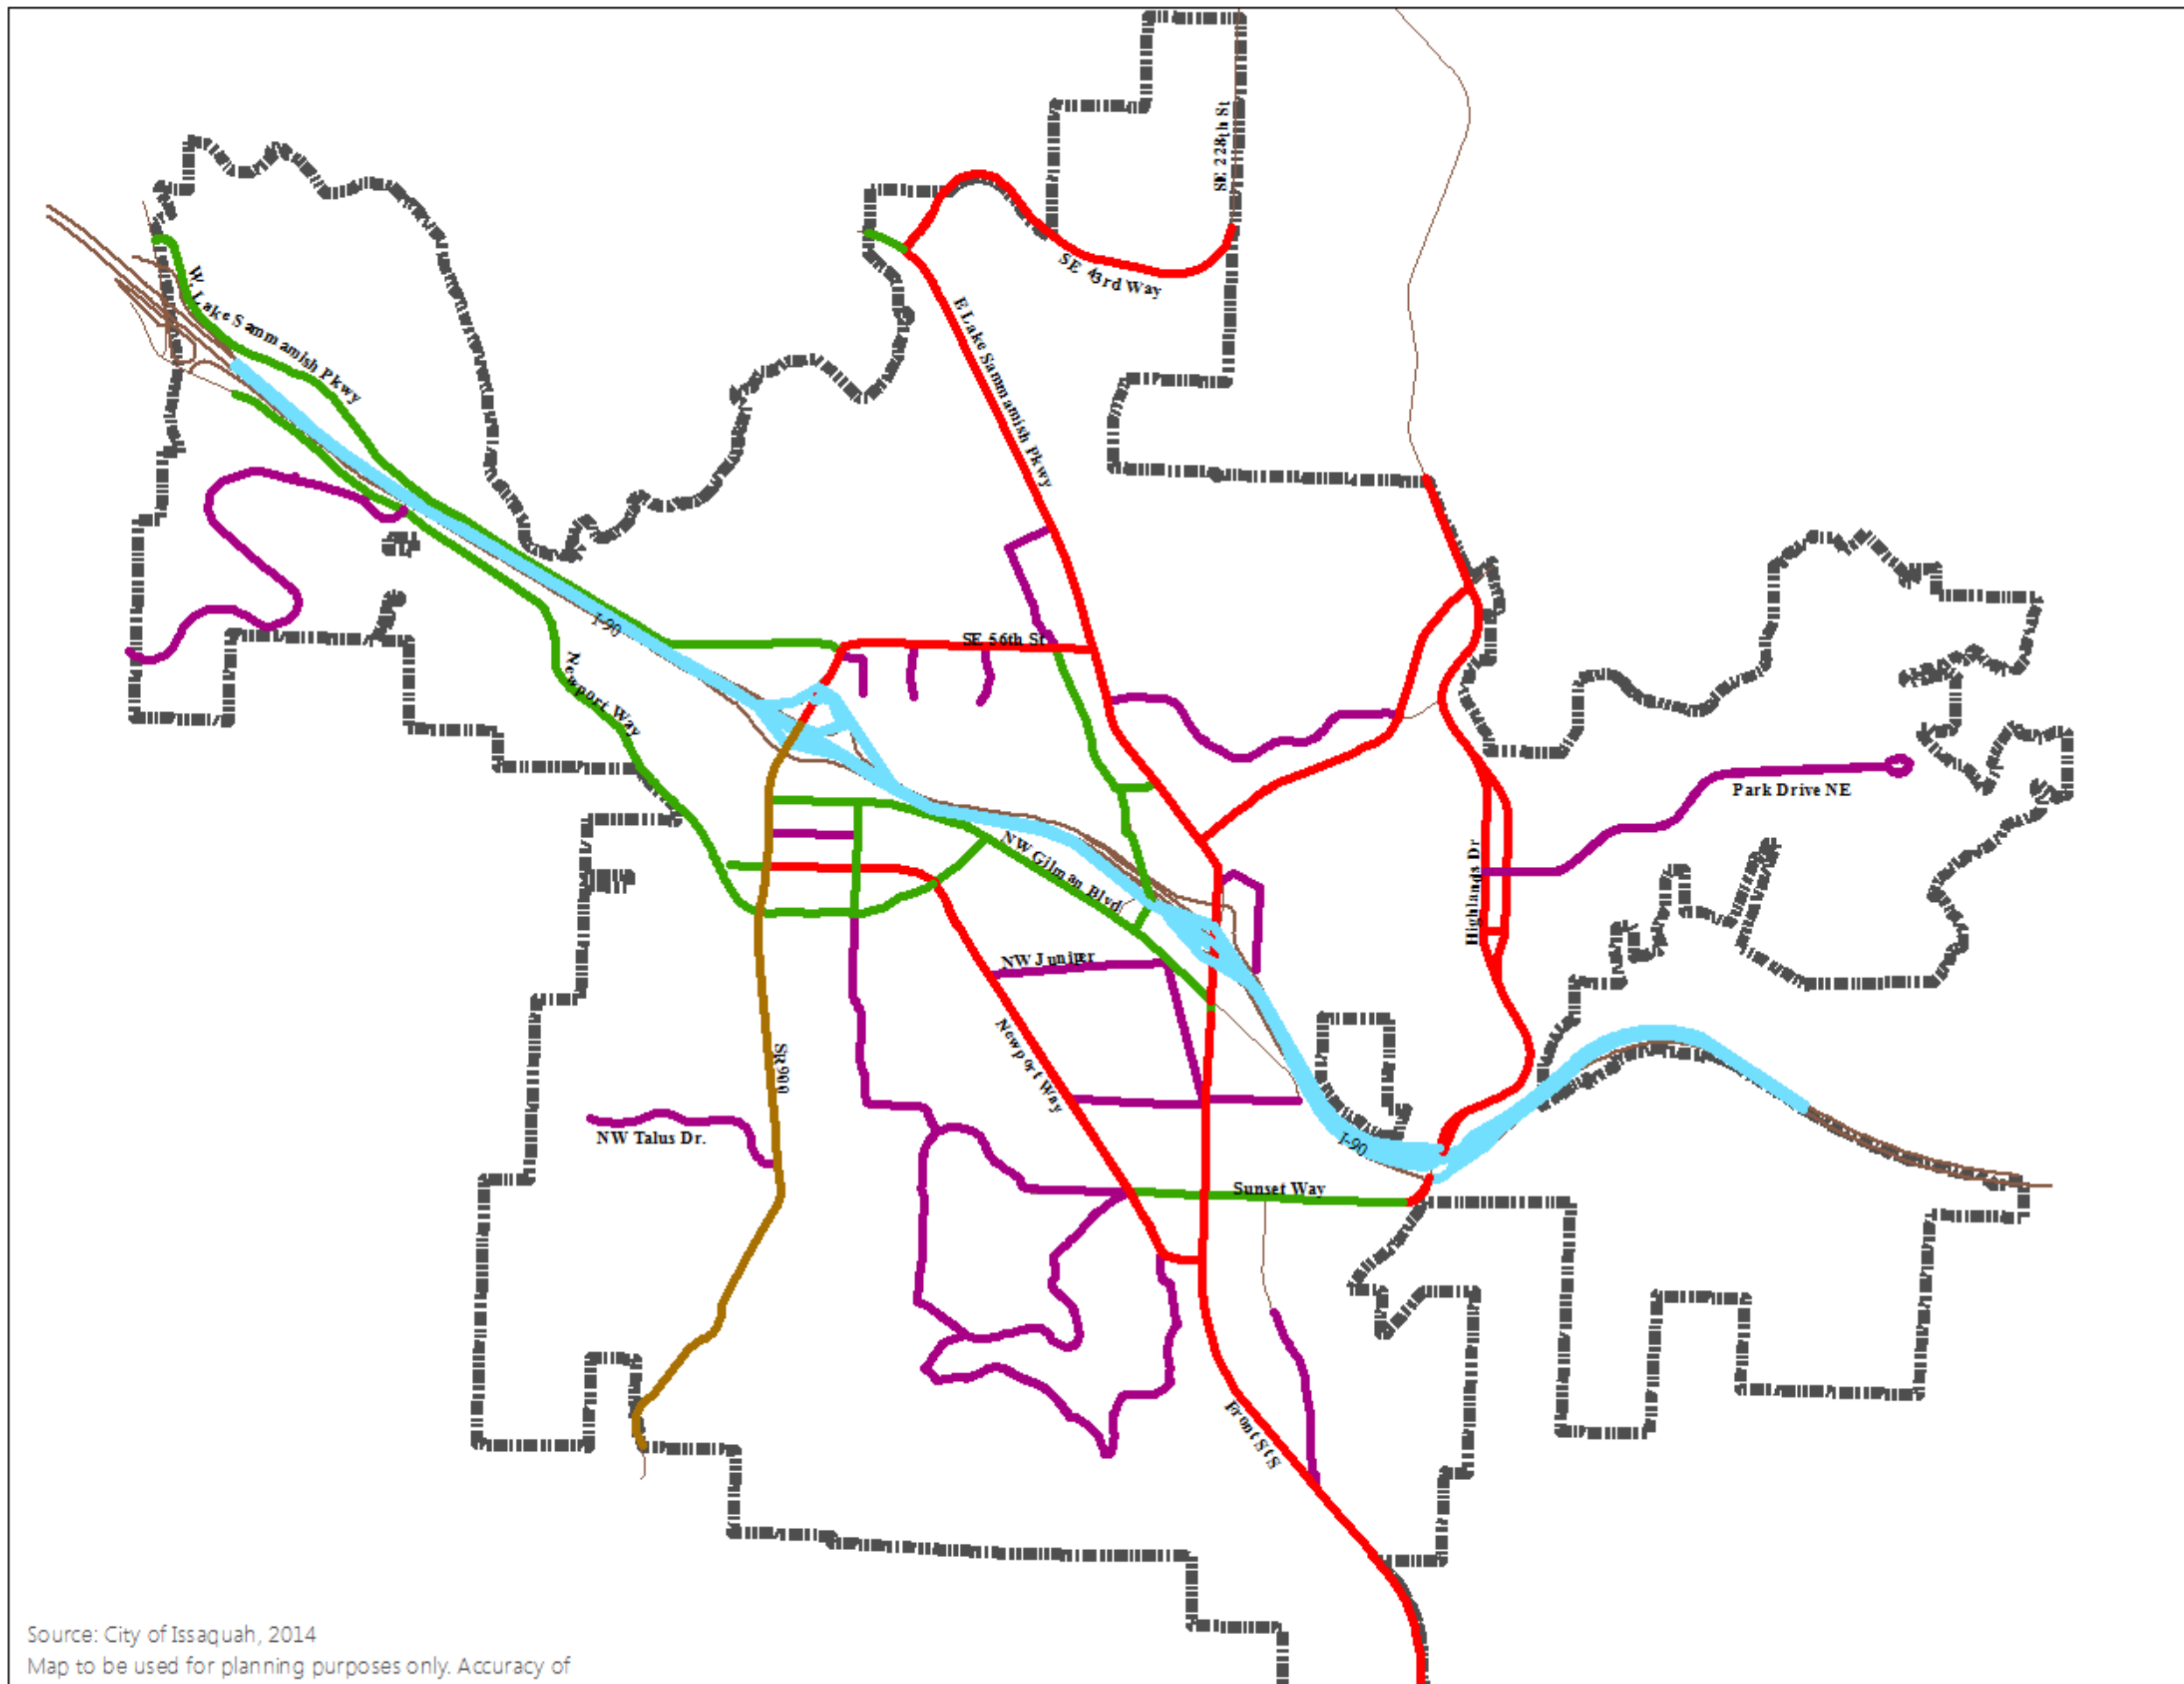 SE 228th St
W. Lake Sammamish Pkwy
SE 43rd Way
E Lake Sammamish Pkwy
I-90
SE 56th St
Newport Way
Park Drive NE
NW Gilman Blvd
Highlands Dr
NW Juniper
Newport Way
SR900
NW Talus Dr.
I-90
Sunset Way
Front St S
Source: City of Issaquah, 2014
Map to be used for planning purposes only. Accuracy of